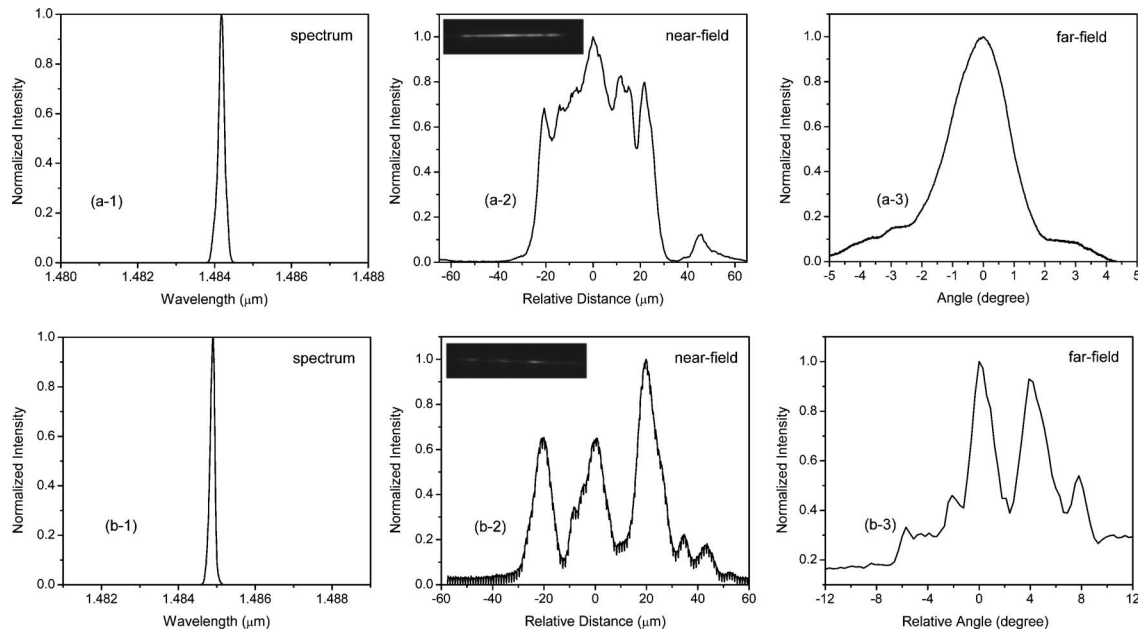 spectrum
(a-1)
Normalized Intensity
1.0
0.8
0.6
0.4
0.2
0.0
1.480 1.482 1.484 1.486 1.488
Wavelength (μm)
near-field
(a-2)
Normalized Intensity
1.0
0.8
0.6
0.4
0.2
0.0
-60 -40 -20 0 20 40 60
Relative Distance (μm)
far-field
(a-3)
Normalized Intensity
1.0
0.8
0.6
0.4
0.2
0.0
-5 -4 -3 -2 -1 0 1 2 3 4 5
Angle (degree)
spectrum
(b-1)
Normalized Intensity
1.0
0.8
0.6
0.4
0.2
0.0
1.482 1.484 1.486 1.488
Wavelength (μm)
near-field
(b-2)
Normalized Intensity
1.0
0.8
0.6
0.4
0.2
0.0
-60 -40 -20 0 20 40 60
Relative Distance (μm)
far-field
(b-3)
Normalized Intensity
1.0
0.8
0.6
0.4
0.2
-12 -8 -4 0 4 8 12
Relative Angle (degree)